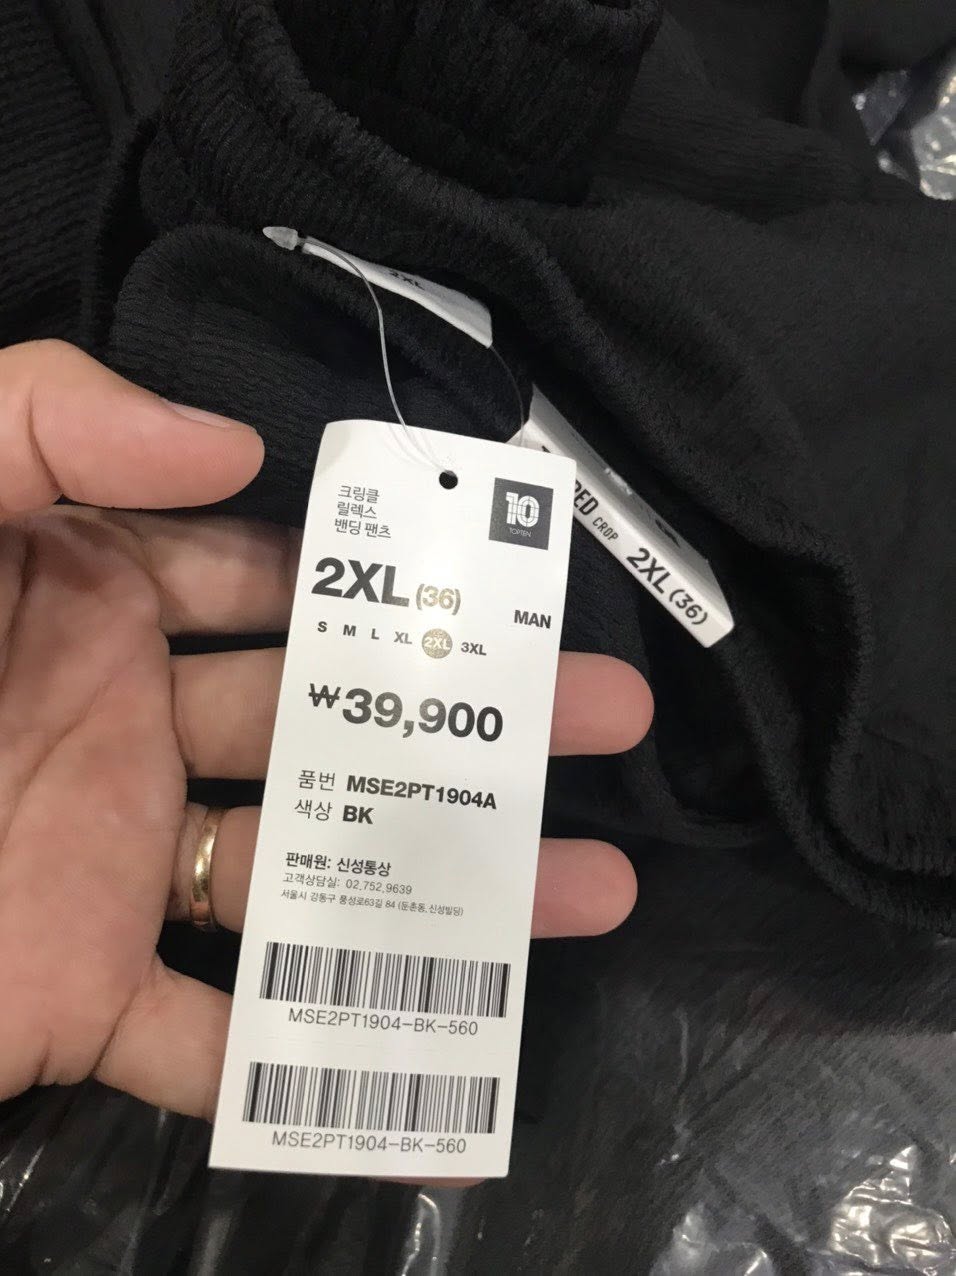 크링클
릴렉스
밴딩 팬츠
10
TOPTEN
2XL (36)
MAN
S M L XL 2XL 3XL
₩39,900
품번 MSE2PT1904A
색상 BK
판매원: 신성통상
고객상담실: 02.752.9639
서울시 강동구 풍성로63길 84 (둔촌동, 신성빌딩)
MSE2PT1904-BK-560
MSE2PT1904-BK-560
2XL
CROP
2XL (36)